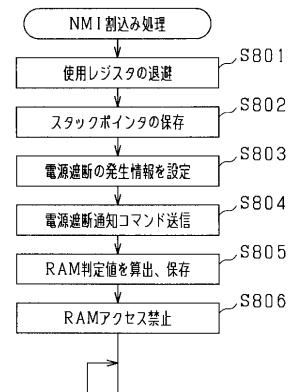 NMI割込み処理
S801
使用レジスタの退避
S802
スタックポインタの保存
S803
電源遮断の発生情報を設定
S804
電源遮断通知コマンド送信
S805
RAM判定値を算出、保存
S806
RAMアクセス禁止